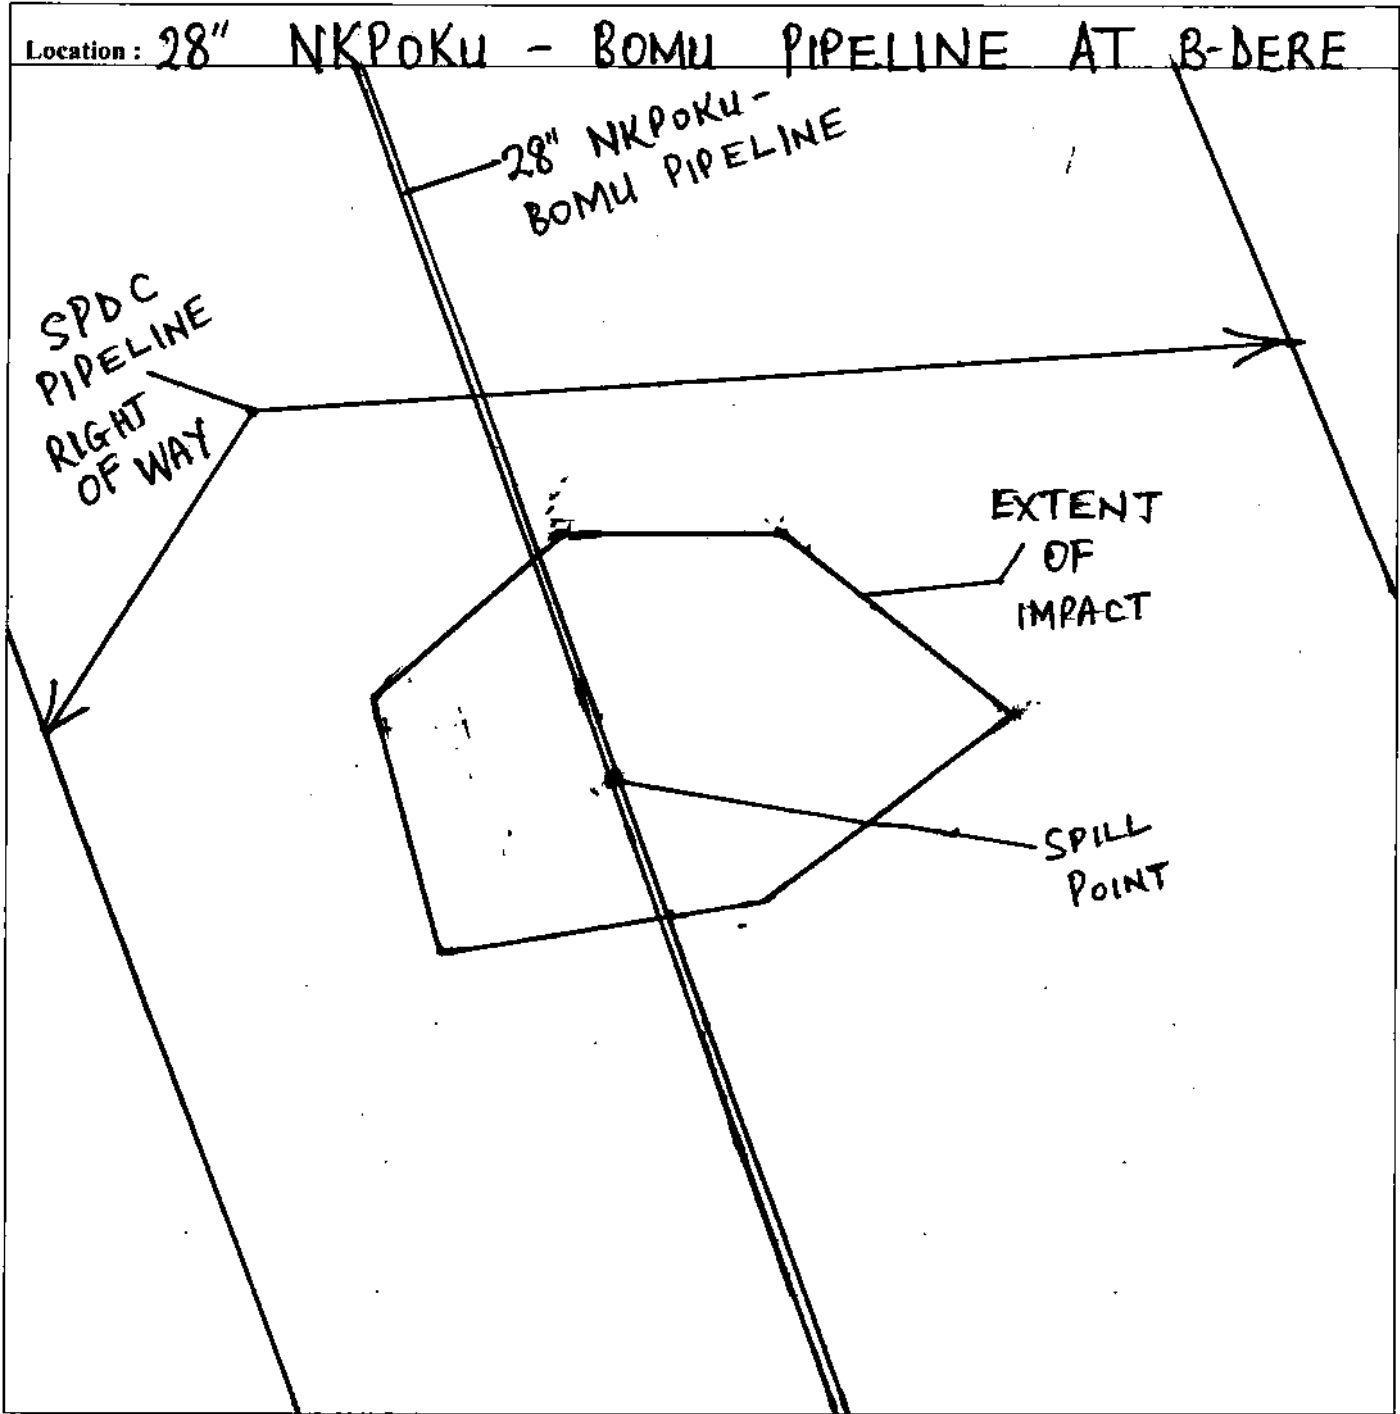 Location : 28" NKPOKU - BOMU PIPELINE AT B-DERE
28" NKPOKU-
BOMU PIPELINE
SPDC
PIPELINE
RIGHT
OF WAY
EXTENT
OF
IMPACT
SPILL
POINT